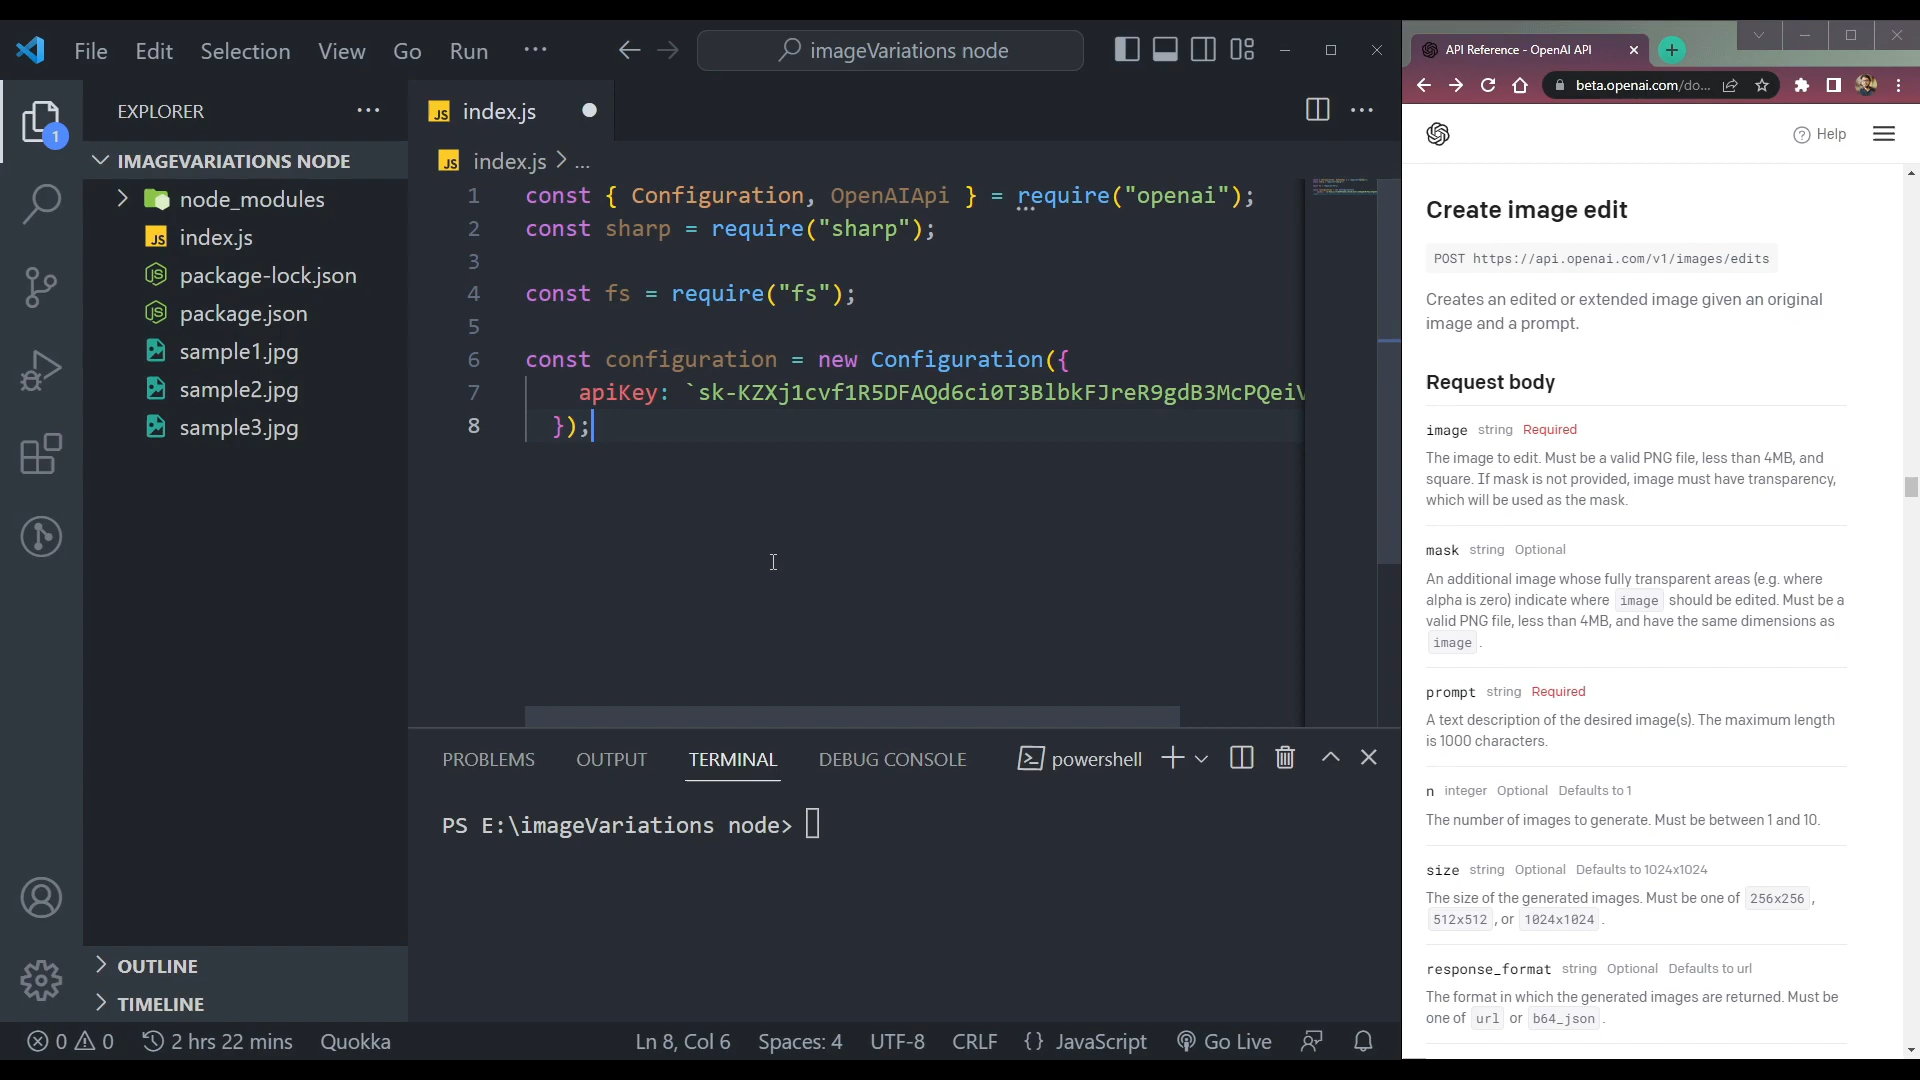 File Edit Selection View Go Run ...
imageVariations node
EXPLORER
IMAGEVARIATIONS NODE
node_modules
index.js
package-lock.json
package.json
sample1.jpg
sample2.jpg
sample3.jpg
OUTLINE
TIMELINE
1
index.js
index.js > ...
1 const { Configuration, OpenAIApi } = require("openai");
2 const sharp = require("sharp");
3
4 const fs = require("fs");
5
6 const configuration = new Configuration({
7 apiKey: `sk-KZXj1cvf1R5DFAQd6ci0T3BlbkFJreR9gdB3McPQei
8 });
PROBLEMS OUTPUT TERMINAL DEBUG CONSOLE powershell
PS E:\imageVariations node>
0 0 2 hrs 22 mins Quokka Ln 8, Col 6 Spaces: 4 UTF-8 CRLF {} JavaScript Go Live
API Reference - OpenAI API
beta.openai.com/do...
Help
Create image edit
POST https://api.openai.com/v1/images/edits
Creates an edited or extended image given an original
image and a prompt.
Request body
image string Required
The image to edit. Must be a valid PNG file, less than 4MB, and
square. If mask is not provided, image must have transparency,
which will be used as the mask.
mask string Optional
An additional image whose fully transparent areas (e.g. where
alpha is zero) indicate where image should be edited. Must be a
valid PNG file, less than 4MB, and have the same dimensions as
image .
prompt string Required
A text description of the desired image(s). The maximum length
is 1000 characters.
n integer Optional Defaults to 1
The number of images to generate. Must be between 1 and 10.
size string Optional Defaults to 1024x1024
The size of the generated images. Must be one of 256x256 ,
512x512 , or 1024x1024 .
response_format string Optional Defaults to url
The format in which the generated images are returned. Must be
one of url or b64_json .